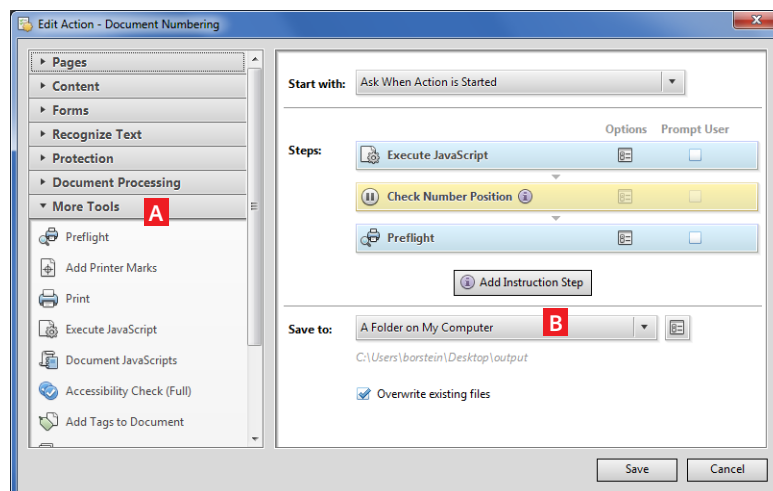 Edit Action - Document Numbering
Pages
Content
Forms
Recognize Text
Protection
Document Processing
More Tools
A
Preflight
Add Printer Marks
Print
Execute JavaScript
Document JavaScripts
Accessibility Check (Full)
Add Tags to Document
Start with: Ask When Action is Started
Options Prompt User
Steps: Execute JavaScript
Check Number Position
Preflight
Add Instruction Step
Save to: A Folder on My Computer B
C:\Users\borstein\Desktop\output
Overwrite existing files
Save Cancel